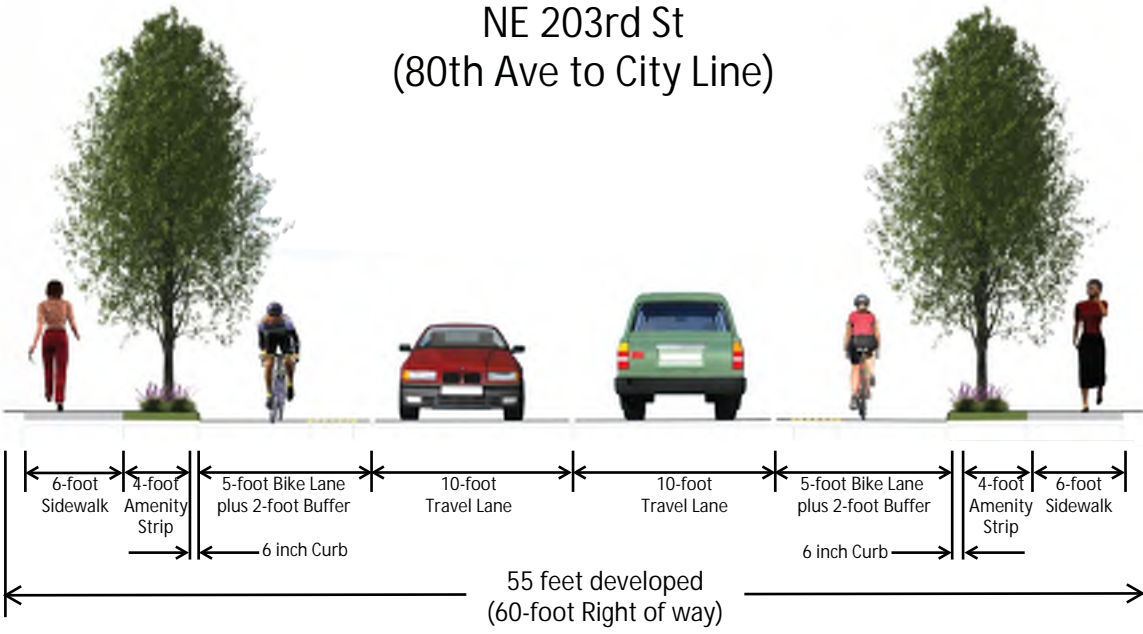 NE 203rd St
(80th Ave to City Line)
6-foot
Sidewalk
4-foot
Amenity
Strip
5-foot Bike Lane
plus 2-foot Buffer
10-foot
Travel Lane
10-foot
Travel Lane
5-foot Bike Lane
plus 2-foot Buffer
4-foot
Amenity
Strip
6-foot
Sidewalk
6 inch Curb
6 inch Curb
55 feet developed
(60-foot Right of way)